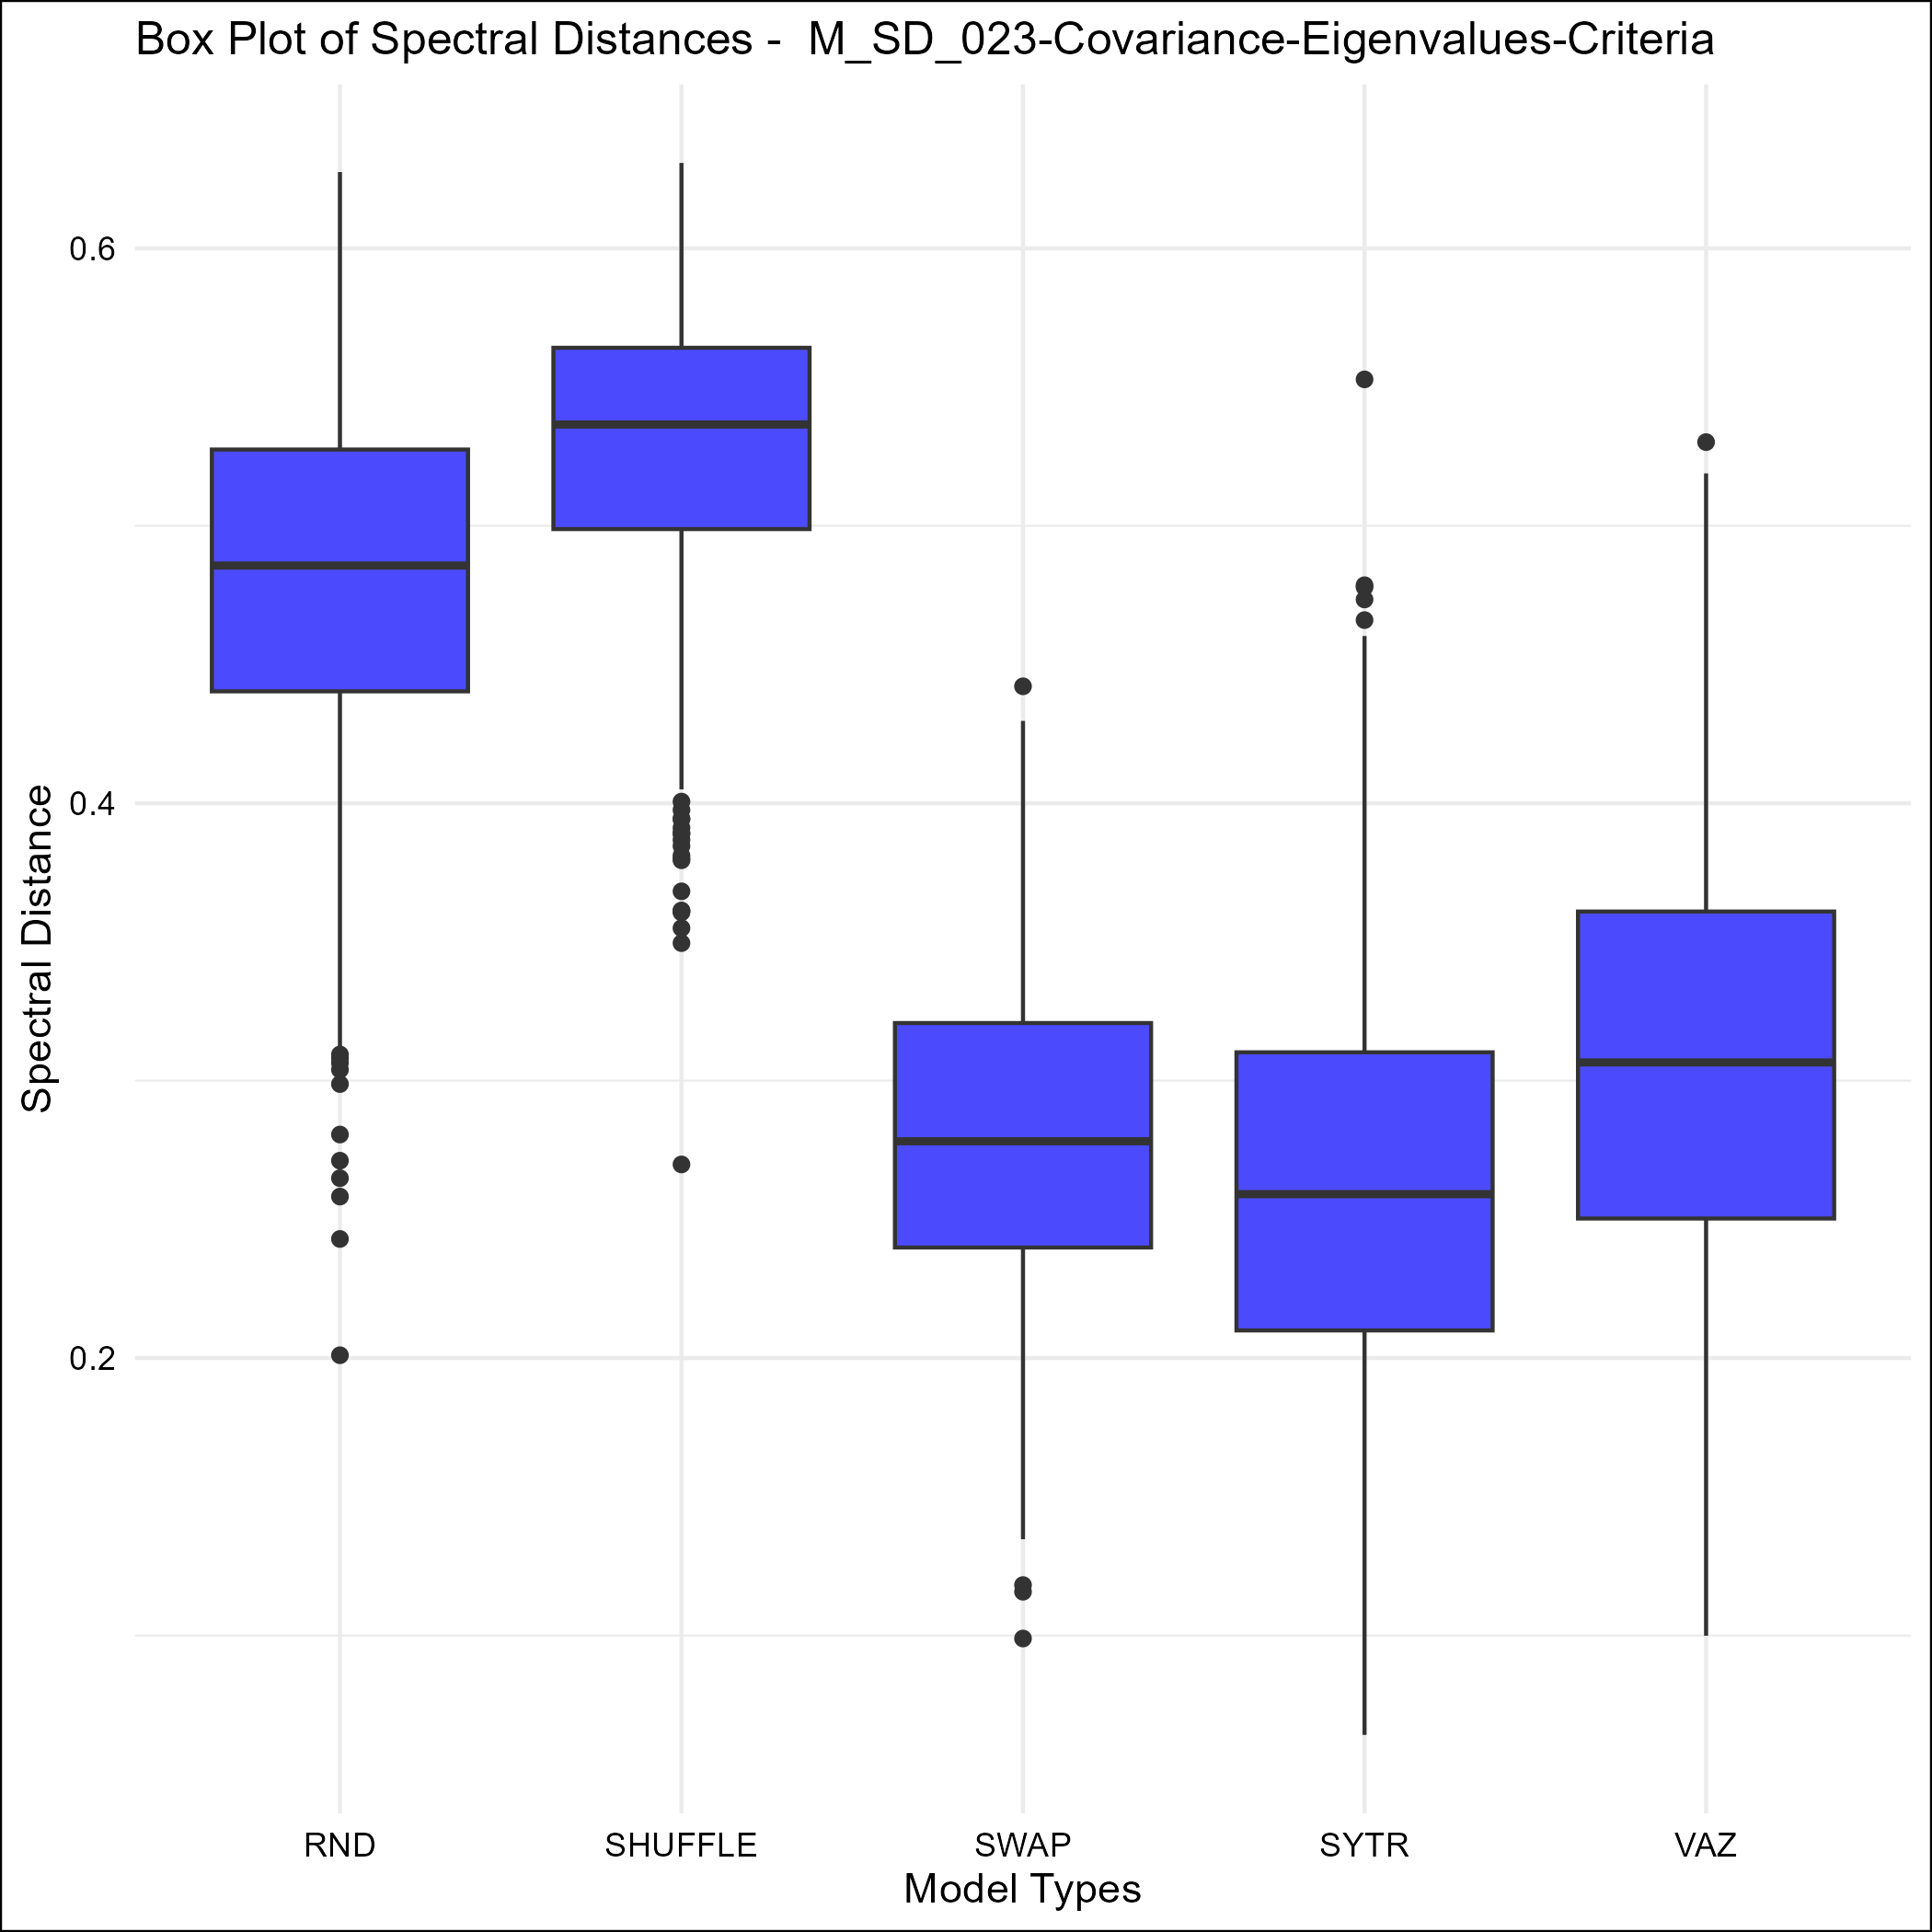 Box Plot of Spectral Distances -  M_SD_023-Covariance-Eigenvalues-Criteria
Spectral Distance
0.6
0.4
0.2
RND SHUFFLE SWAP SYTR VAZ
Model Types